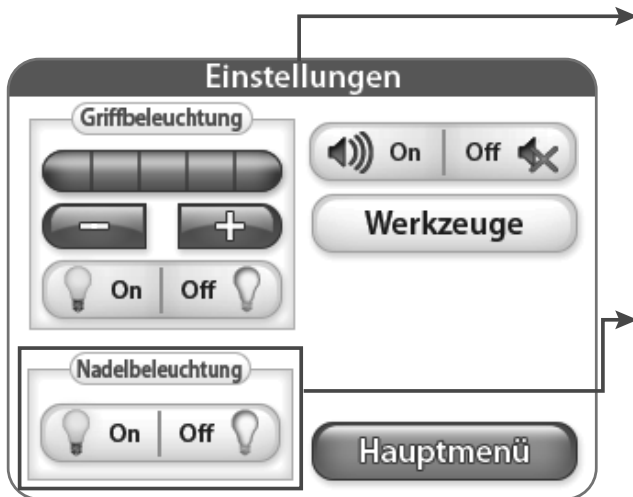 Einstellungen
Griffbeleuchtung
On Off
On Off
Werkzeuge
Nadelbeleuchtung
On Off
Hauptmenü